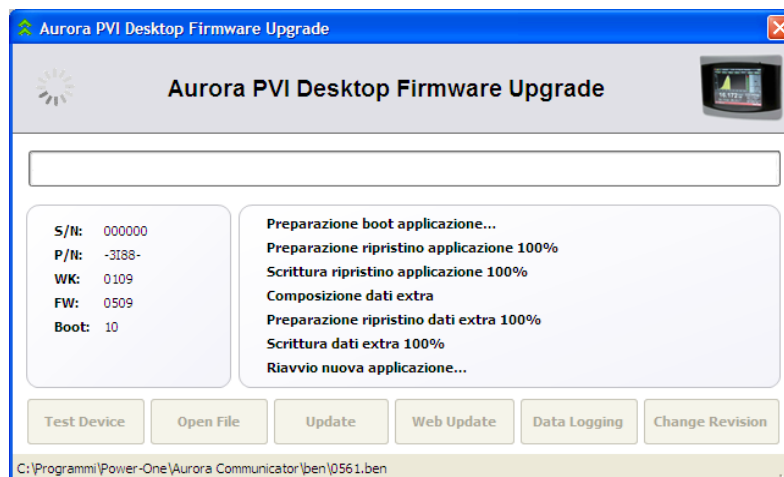 Aurora PVI Desktop Firmware Upgrade
Aurora PVI Desktop Firmware Upgrade
S/N: 000000
P/N: -3I88-
WK: 0109
FW: 0509
Boot: 10
Preparazione boot applicazione...
Preparazione ripristino applicazione 100%
Scrittura ripristino applicazione 100%
Composizione dati extra
Preparazione ripristino dati extra 100%
Scrittura dati extra 100%
Riavvio nuova applicazione...
Test Device
Open File
Update
Web Update
Data Logging
Change Revision
C:\Programmi\Power-One\Aurora Communicator\ben\0561.ben